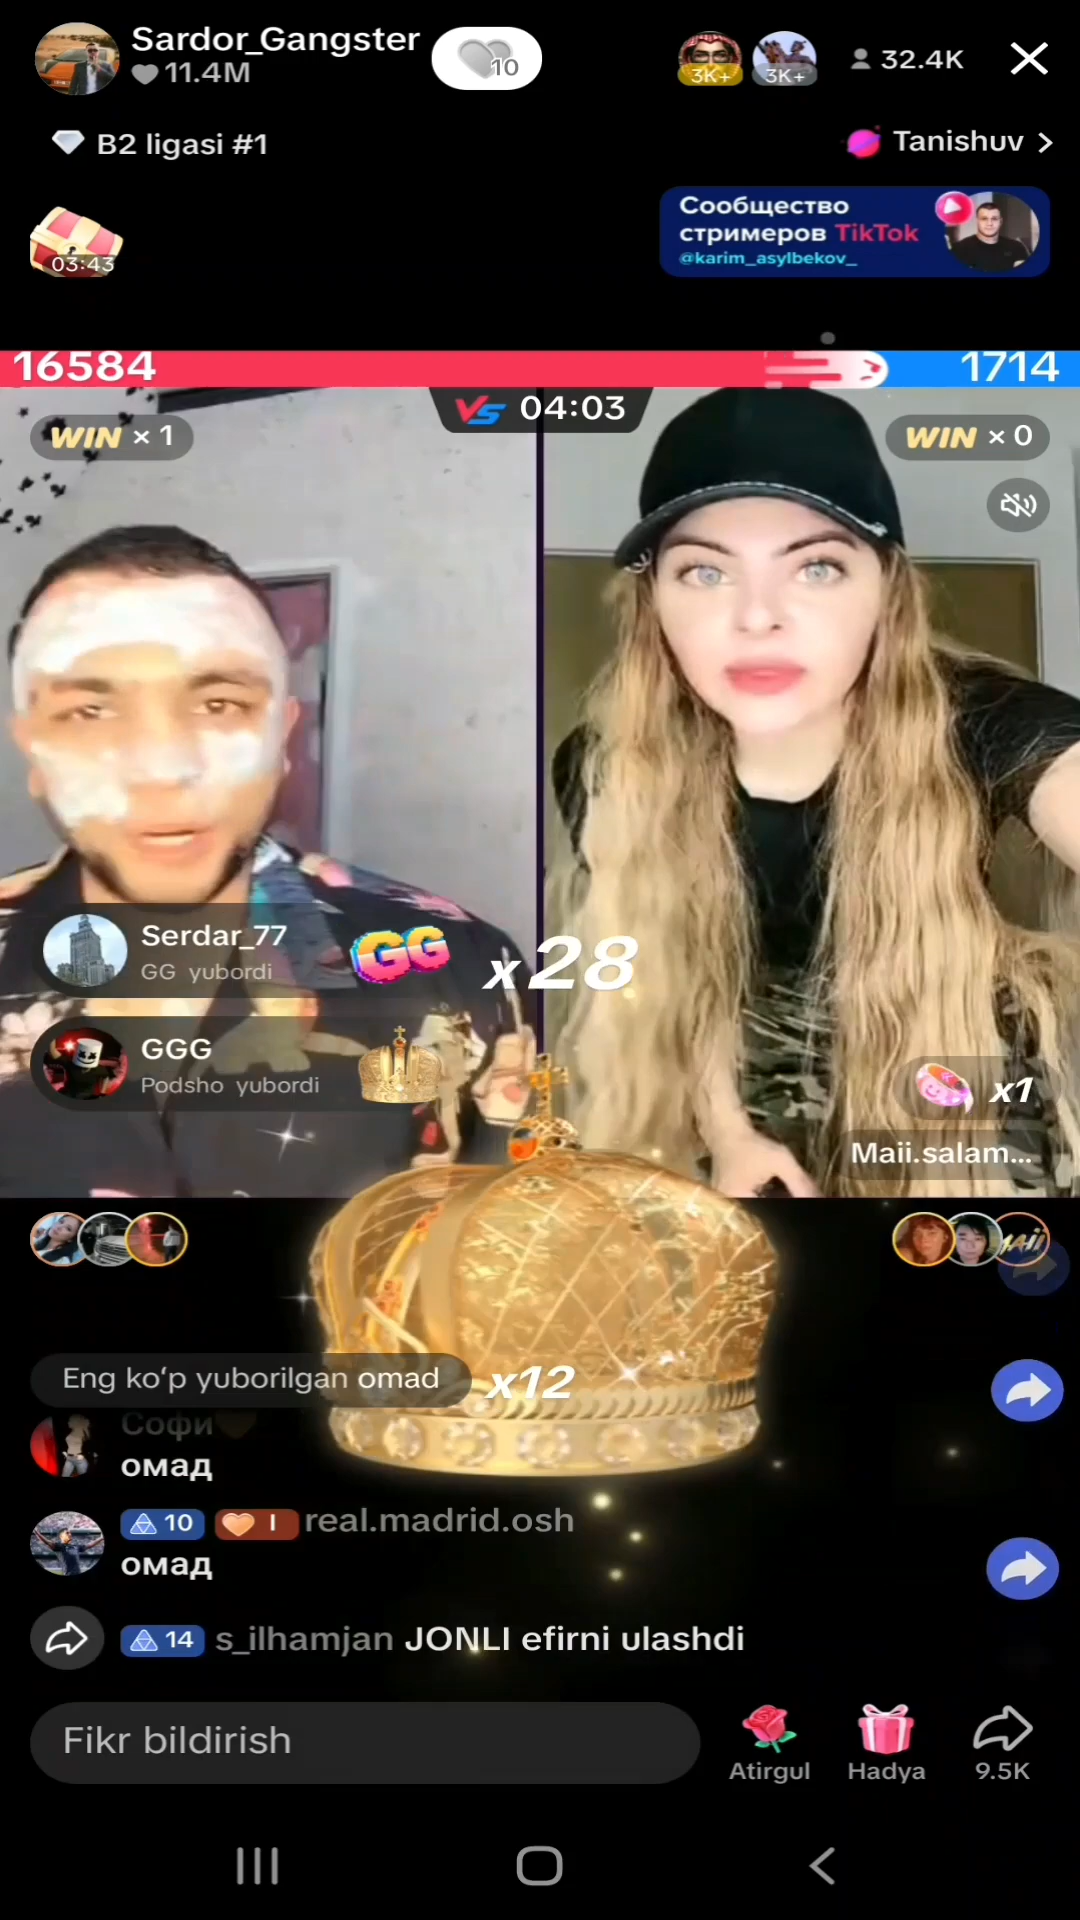 Sardor_Gangster
11.4M
10
3K+
3K+
32.4K
B2 ligasi #1
Tanishuv
03:43
Сообщество
стримеров TikTok
@karim_asylbekov_
16584
1714
VS 04:03
WIN × 1
WIN × 0
Serdar_77
GG yubordi
GG
x28
GGG
Podsho yubordi
x1
Maii.salam...
MAII
Eng ko‘p yuborilgan omad
x12
Софи
омад
10 I real.madrid.osh
омад
14 s_ilhamjan JONLI efirni ulashdi
Fikr bildirish
Atirgul
Hadya
9.5K